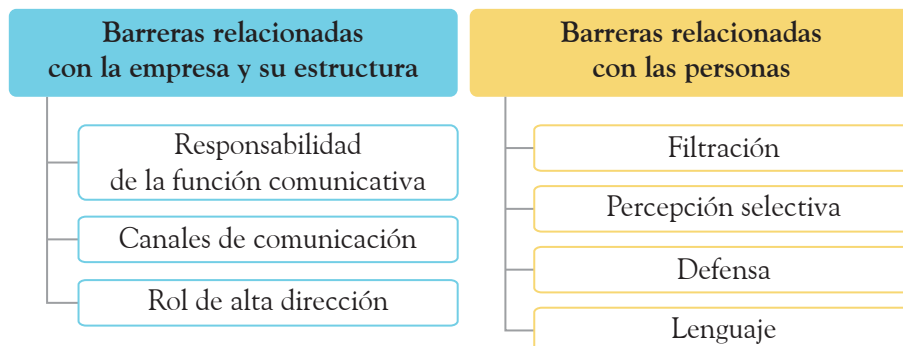 Barreras relacionadas
con la empresa y su estructura
Responsabilidad
de la función comunicativa
Canales de comunicación
Rol de alta dirección
Barreras relacionadas
con las personas
Filtración
Percepción selectiva
Defensa
Lenguaje